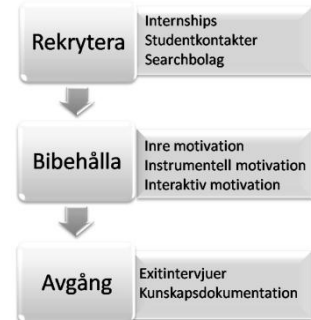 Rekrytera
Internships
Studentkontakter
Searchbolag
Bibehålla
Inre motivation
Instrumentell motivation
Interaktiv motivation
Avgång
Exitintervjuer
Kunskapsdokumentation